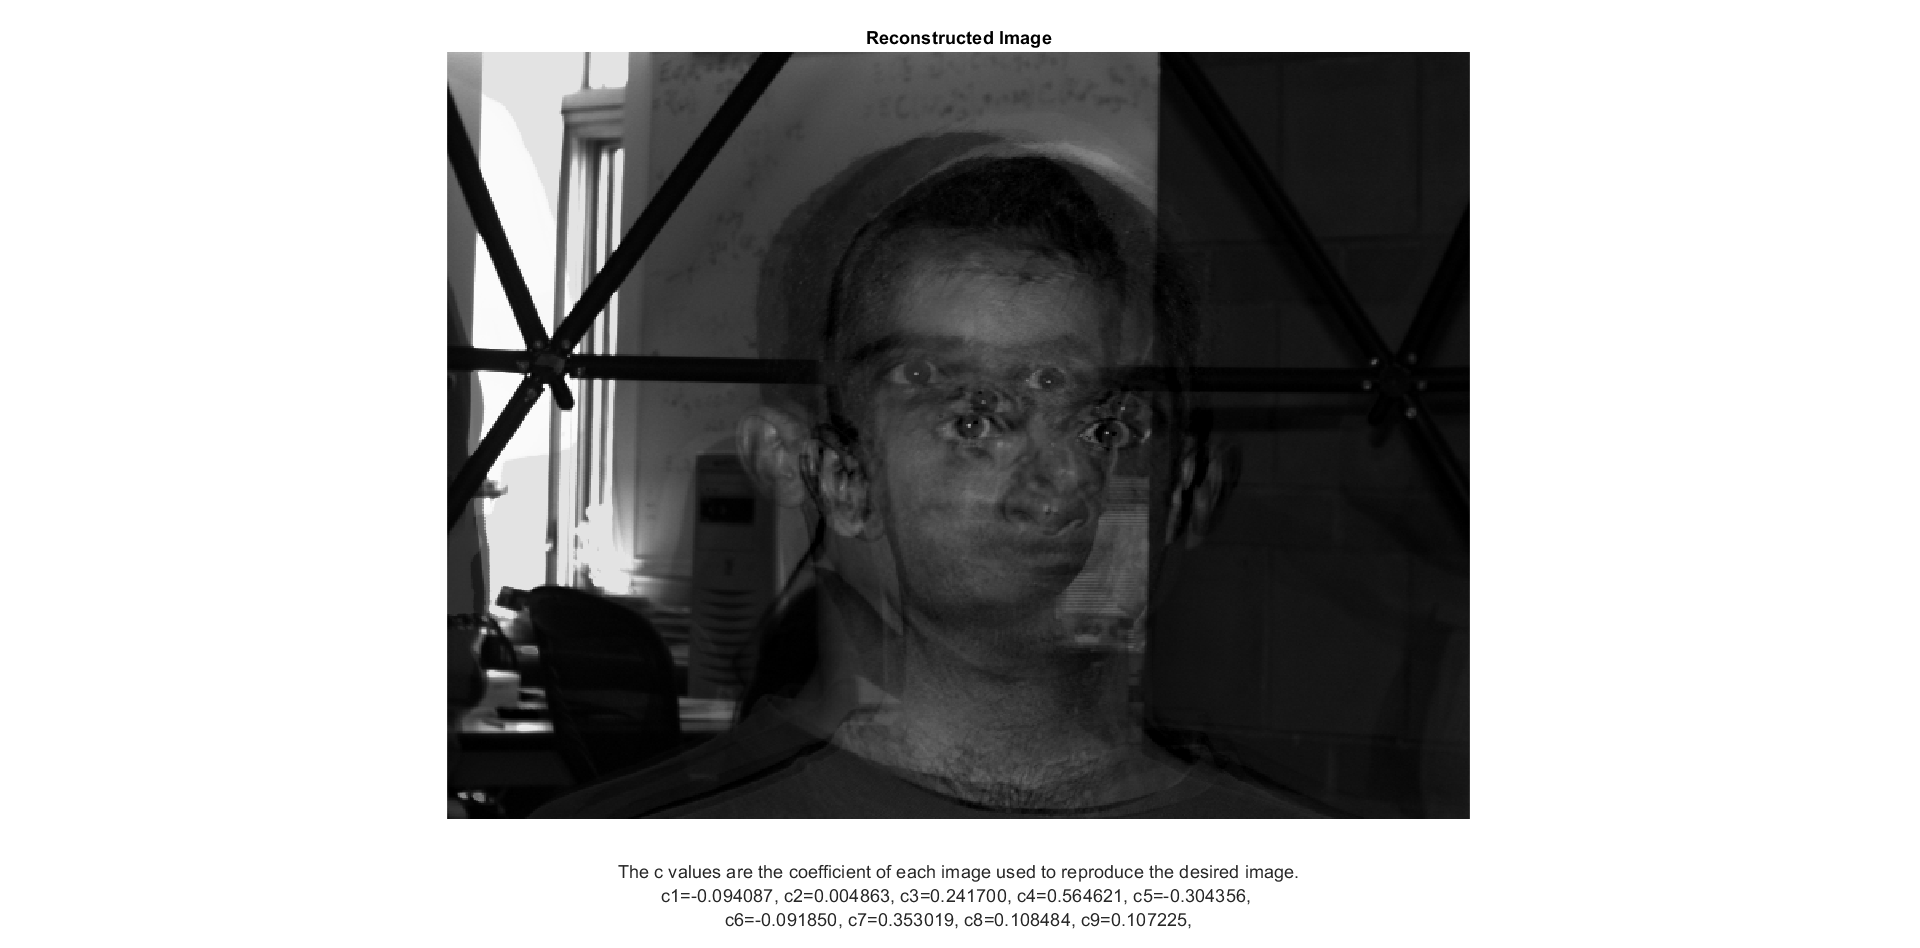 Reconstructed Image
The c values are the coefficient of each image used to reproduce the desired image.
c1=-0.094087, c2=0.004863, c3=0.241700, c4=0.564621, c5=-0.304356,
c6=-0.091850, c7=0.353019, c8=0.108484, c9=0.107225,